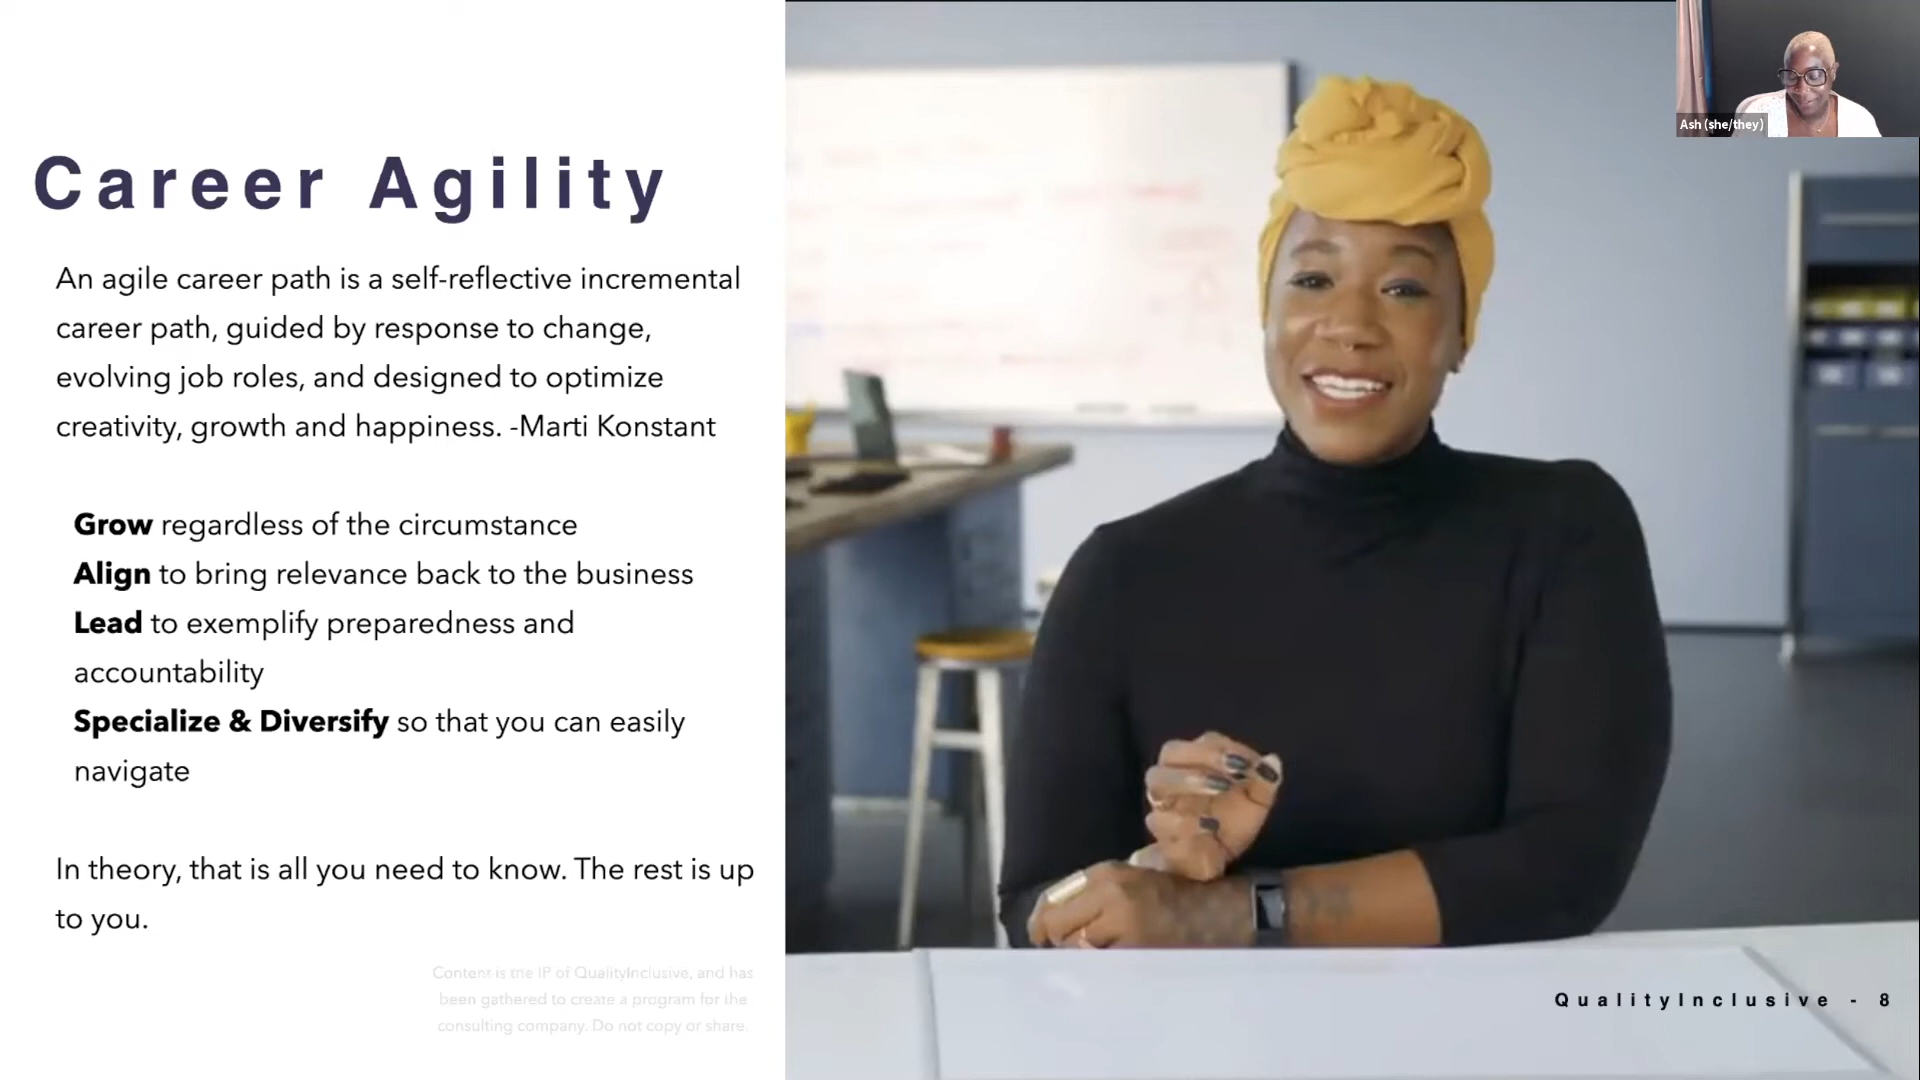 Career Agility
An agile career path is a self-reflective incremental
career path, guided by response to change,
evolving job roles, and designed to optimize
creativity, growth and happiness. -Marti Konstant
Grow regardless of the circumstance
Align to bring relevance back to the business
Lead to exemplify preparedness and
accountability
Specialize & Diversify so that you can easily
navigate
In theory, that is all you need to know. The rest is up
to you.
Content is the IP of QualityInclusive, and has
been gathered to create a program for the
consulting company. Do not copy or share.
Ash (she/they)
QualityInclusive - 8